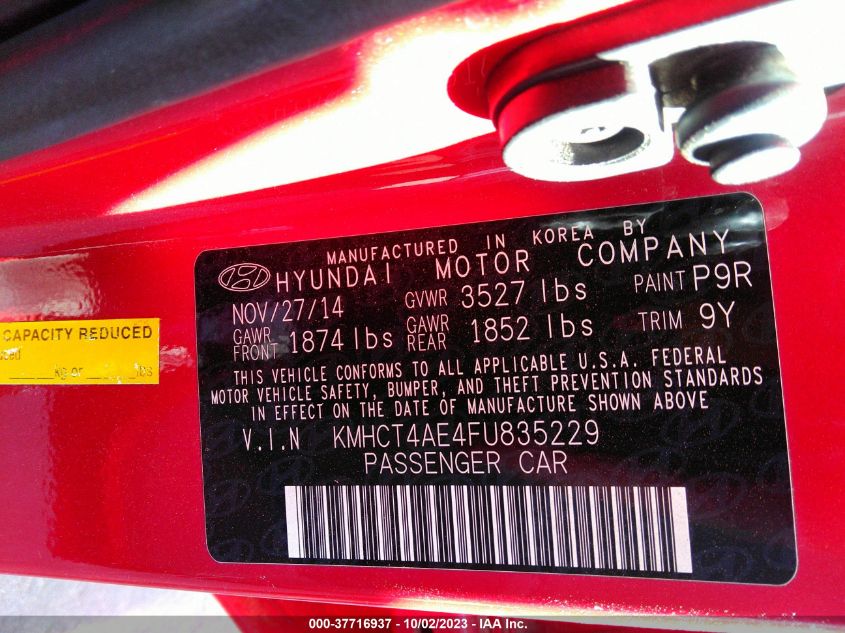 MANUFACTURED IN KOREA BY
HYUNDAI MOTOR COMPANY
NOV/27/14 GVWR 3527 lbs PAINT P9R
GAWR FRONT 1874 lbs GAWR REAR 1852 lbs TRIM 9Y
THIS VEHICLE CONFORMS TO ALL APPLICABLE U.S.A. FEDERAL
MOTOR VEHICLE SAFETY, BUMPER, AND THEFT PREVENTION STANDARDS
IN EFFECT ON THE DATE OF MANUFACTURE SHOWN ABOVE
V.I.N KMHCT4AE4FU835229
PASSENGER CAR
CAPACITY REDUCED
kg or lbs
000-37716937 - 10/02/2023 - IAA Inc.